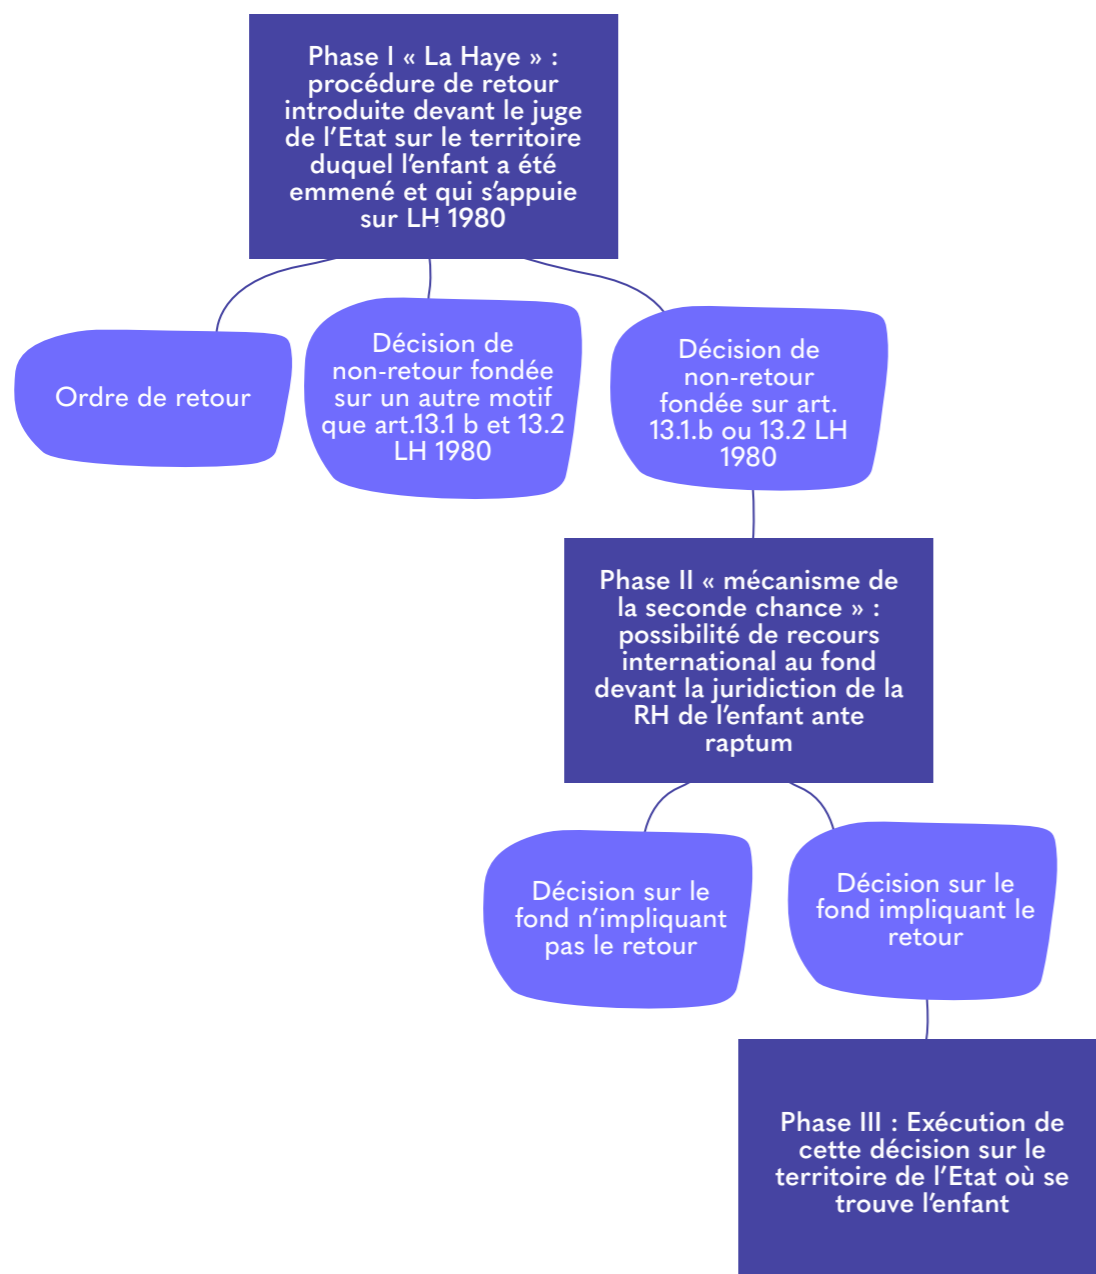 Phase I « La Haye » :
procédure de retour
introduite devant le juge
de l’Etat sur le territoire
duquel l’enfant a été
emmené et qui s’appuie
sur LH 1980
Ordre de retour
Décision de
non-retour fondée
sur un autre motif
que art.13.1 b et 13.2
LH 1980
Décision de
non-retour
fondée sur art.
13.1.b ou 13.2 LH
1980
Phase II « mécanisme de
la seconde chance » :
possibilité de recours
international au fond
devant la juridiction de la
RH de l’enfant ante
raptum
Décision sur le
fond n’impliquant
pas le retour
Décision sur le
fond impliquant le
retour
Phase III : Exécution de
cette décision sur le
territoire de l’Etat où se
trouve l’enfant